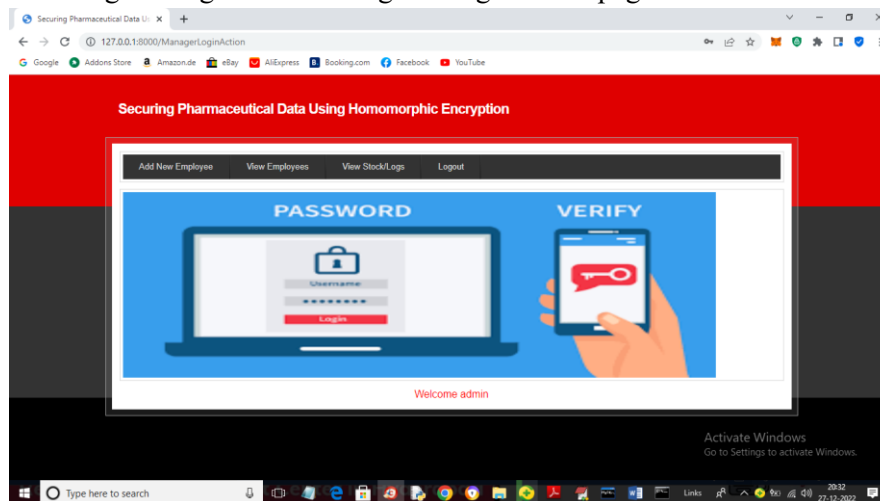 Securing Pharmaceutical Data Us
127.0.0.1:8000/ManagerLoginAction
Google Addons Store Amazon.de eBay AliExpress Booking.com Facebook YouTube
Securing Pharmaceutical Data Using Homomorphic Encryption
Add New Employee View Employees View Stock/Logs Logout
PASSWORD VERIFY
Username
Login
Welcome admin
Activate Windows
Go to Settings to activate Windows.
Type here to search Links 20:32
27-12-2022